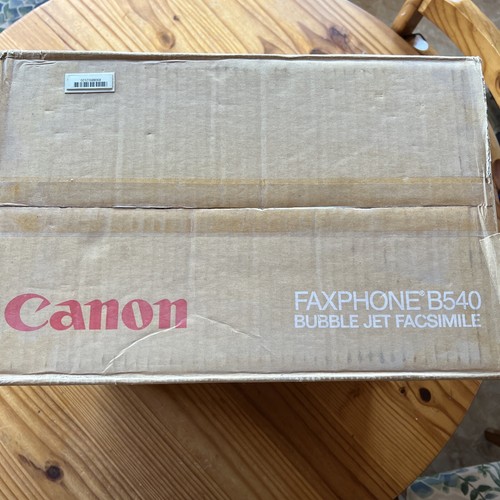 Canon
FAXPHONE® B540
BUBBLE JET FACSIMILE